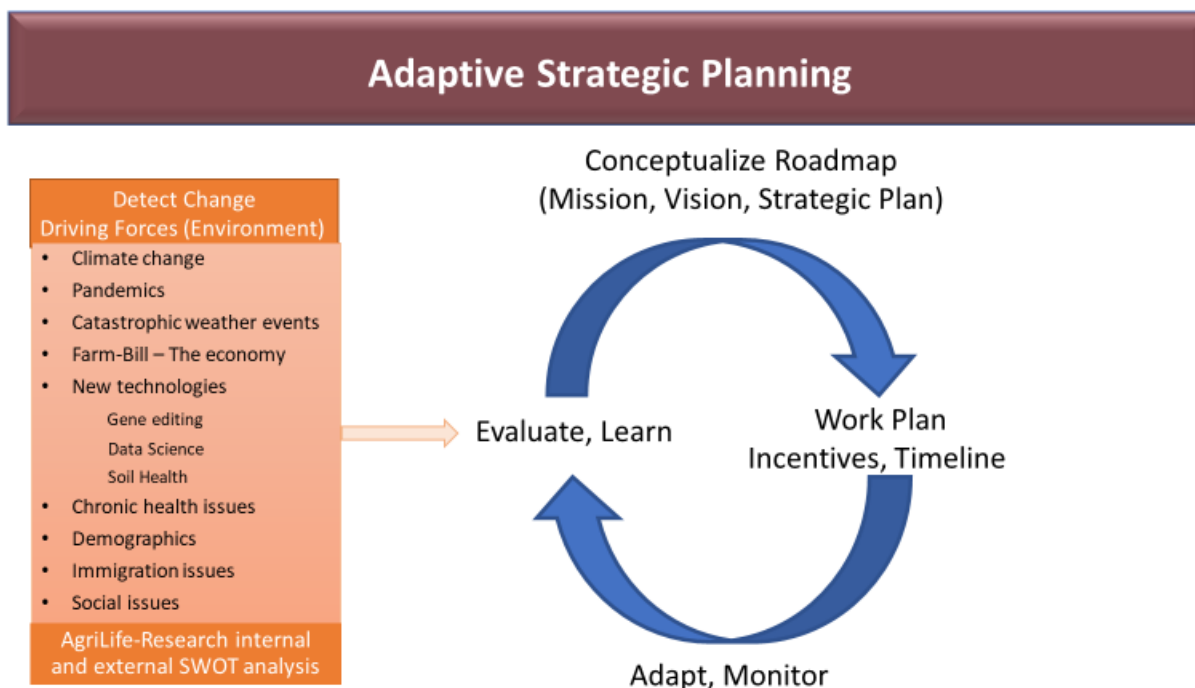 Adaptive Strategic Planning
Detect Change
Driving Forces (Environment)
• Climate change
• Pandemics
• Catastrophic weather events
• Farm-Bill – The economy
• New technologies
Gene editing
Data Science
Soil Health
• Chronic health issues
• Demographics
• Immigration issues
• Social issues
AgriLife-Research internal
and external SWOT analysis
Conceptualize Roadmap
(Mission, Vision, Strategic Plan)
Evaluate, Learn
Work Plan
Incentives, Timeline
Adapt, Monitor